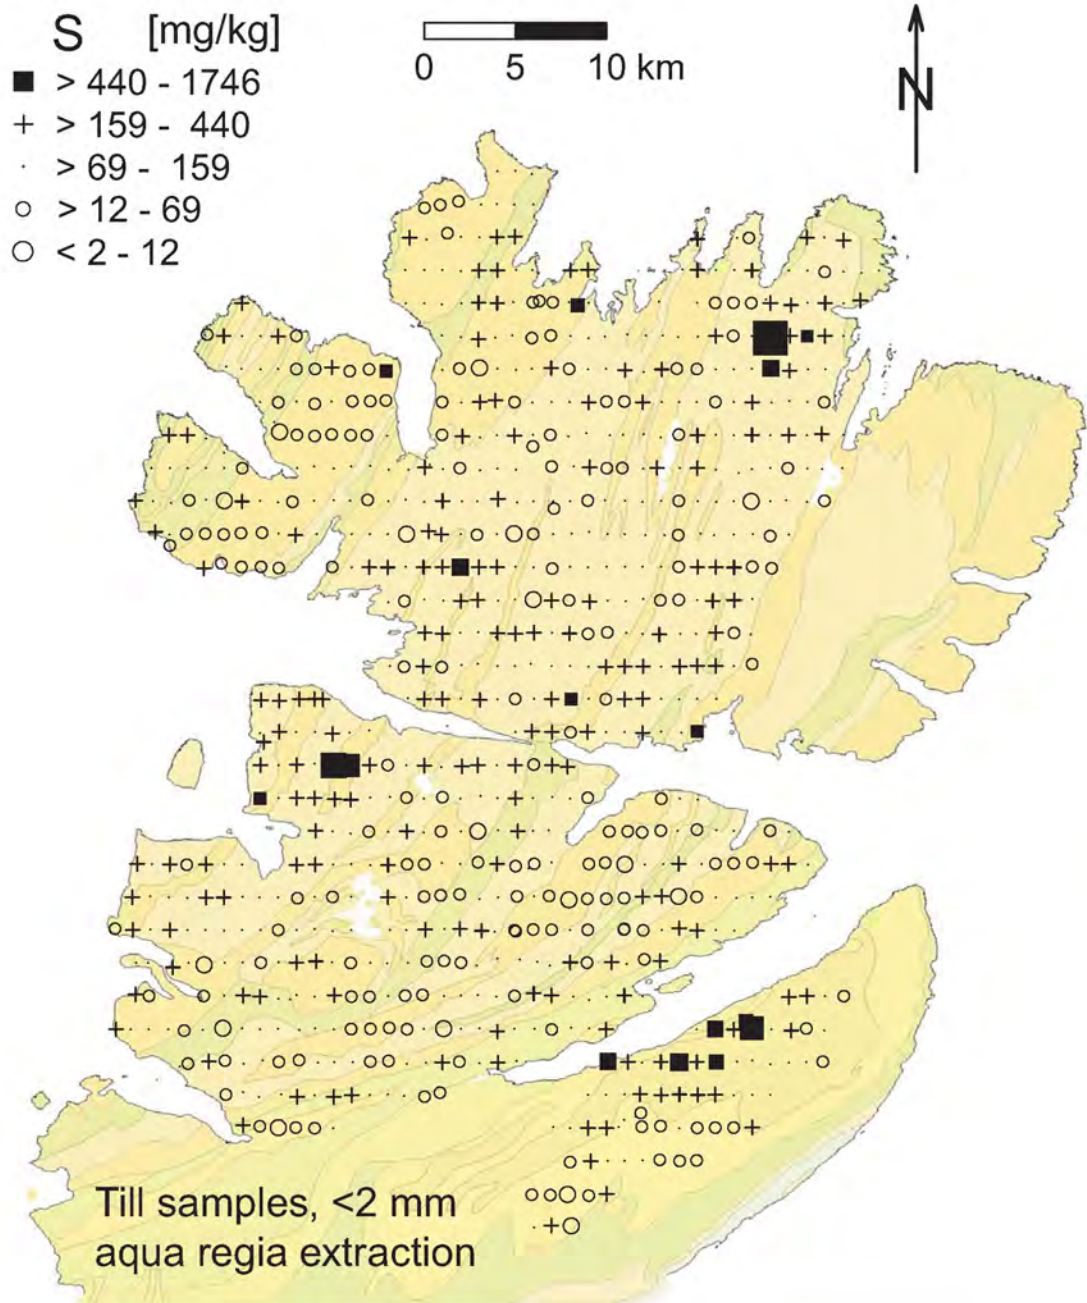 S [mg/kg]
> 440 - 1746
> 159 - 440
> 69 - 159
> 12 - 69
< 2 - 12
0 5 10 km
N
Till samples, <2 mm
aqua regia extraction